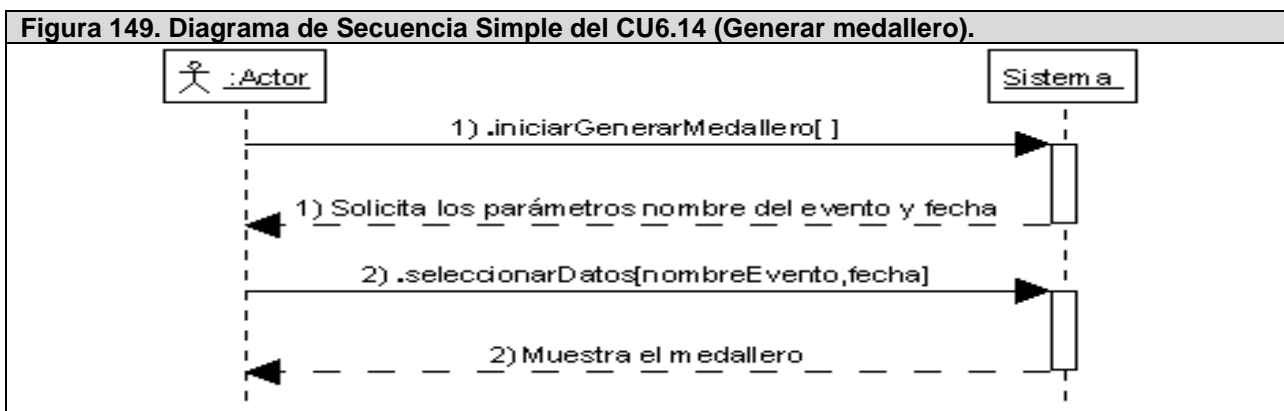 Figura 149. Diagrama de Secuencia Simple del CU6.14 (Generar medallero).
:Actor
Sistema
1) .iniciarGenerarMedallero[ ]
1) Solicita los parámetros nombre del evento y fecha
2) .seleccionarDatos[nombreEvento,fecha]
2) Muestra el medallero